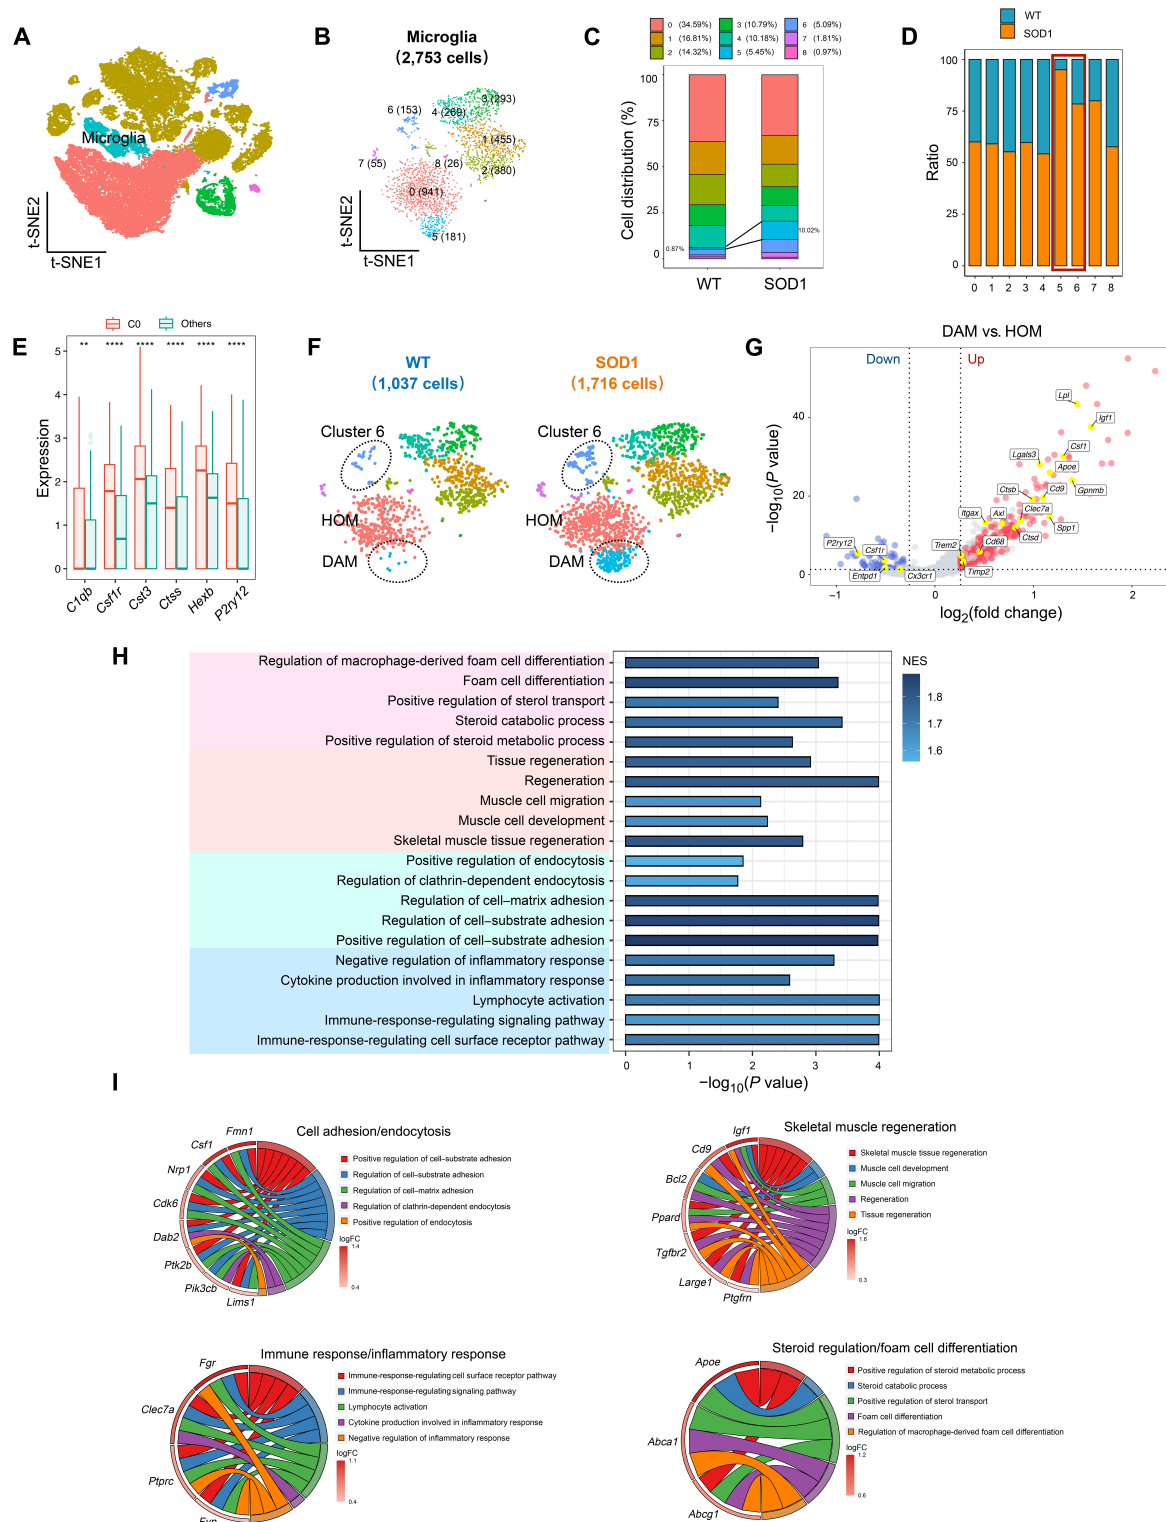 A
Microglia
t-SNE2
t-SNE1
B
Microglia
(2,753 cells)
6 (153)
4 (269)
3 (293)
1 (455)
7 (55)
8 (26)
2 (380)
0 (941)
5 (181)
t-SNE2
t-SNE1
C
0 (34.59%)
3 (10.79%)
6 (5.09%)
1 (16.81%)
4 (10.18%)
7 (1.81%)
2 (14.32%)
5 (5.45%)
8 (0.97%)
Cell distribution (%)
100
75
50
25
0
0.87%
10.02%
WT
SOD1
D
WT
SOD1
Ratio
100
75
50
25
0
0 1 2 3 4 5 6 7 8
E
C0
Others
** **** **** **** **** ****
Expression
5
4
3
2
1
0
C1qb
Csf1r
Cst3
Ctss
Hexb
P2ry12
F
WT
(1,037 cells)
SOD1
(1,716 cells)
Cluster 6
HOM
DAM
Cluster 6
HOM
DAM
G
DAM vs. HOM
Down
Up
−log10(P value)
40
20
0
Lpl
Igf1
Csf1
Lgals3
Apoe
Ctsb
Cd9
Gpnmb
Itgax
Axl
Clec7a
Spp1
P2ry12
Csf1r
Trem2
Cd68
Ctsd
Entpd1
Cx3cr1
Timp2
−1 0 1 2
log2(fold change)
H
Regulation of macrophage-derived foam cell differentiation
Foam cell differentiation
Positive regulation of sterol transport
Steroid catabolic process
Positive regulation of steroid metabolic process
Tissue regeneration
Regeneration
Muscle cell migration
Muscle cell development
Skeletal muscle tissue regeneration
Positive regulation of endocytosis
Regulation of clathrin-dependent endocytosis
Regulation of cell–matrix adhesion
Regulation of cell–substrate adhesion
Positive regulation of cell–substrate adhesion
Negative regulation of inflammatory response
Cytokine production involved in inflammatory response
Lymphocyte activation
Immune-response-regulating signaling pathway
Immune-response-regulating cell surface receptor pathway
0 1 2 3 4
−log10(P value)
NES
1.8
1.7
1.6
I
Cell adhesion/endocytosis
Fmn1
Csf1
Nrp1
Cdk6
Dab2
Ptk2b
Pik3cb
Lims1
Positive regulation of cell–substrate adhesion
Regulation of cell–substrate adhesion
Regulation of cell–matrix adhesion
Regulation of clathrin-dependent endocytosis
Positive regulation of endocytosis
logFC
1.4
0.4
Skeletal muscle regeneration
Igf1
Cd9
Bcl2
Ppard
Tgfbr2
Large1
Ptgfrn
Skeletal muscle tissue regeneration
Muscle cell development
Muscle cell migration
Regeneration
Tissue regeneration
logFC
1.6
0.3
Immune response/inflammatory response
Fgr
Clec7a
Ptprc
Fyn
Immune-response-regulating cell surface receptor pathway
Immune-response-regulating signaling pathway
Lymphocyte activation
Cytokine production involved in inflammatory response
Negative regulation of inflammatory response
logFC
1.1
0.4
Steroid regulation/foam cell differentiation
Apoe
Abca1
Abcg1
Positive regulation of steroid metabolic process
Steroid catabolic process
Positive regulation of sterol transport
Foam cell differentiation
Regulation of macrophage-derived foam cell differentiation
logFC
1.2
0.6